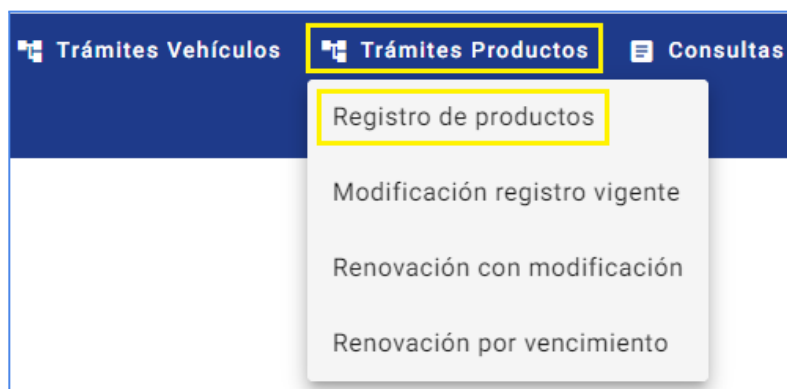 Trámites Vehículos Trámites Productos Consultas
Registro de productos
Modificación registro vigente
Renovación con modificación
Renovación por vencimiento